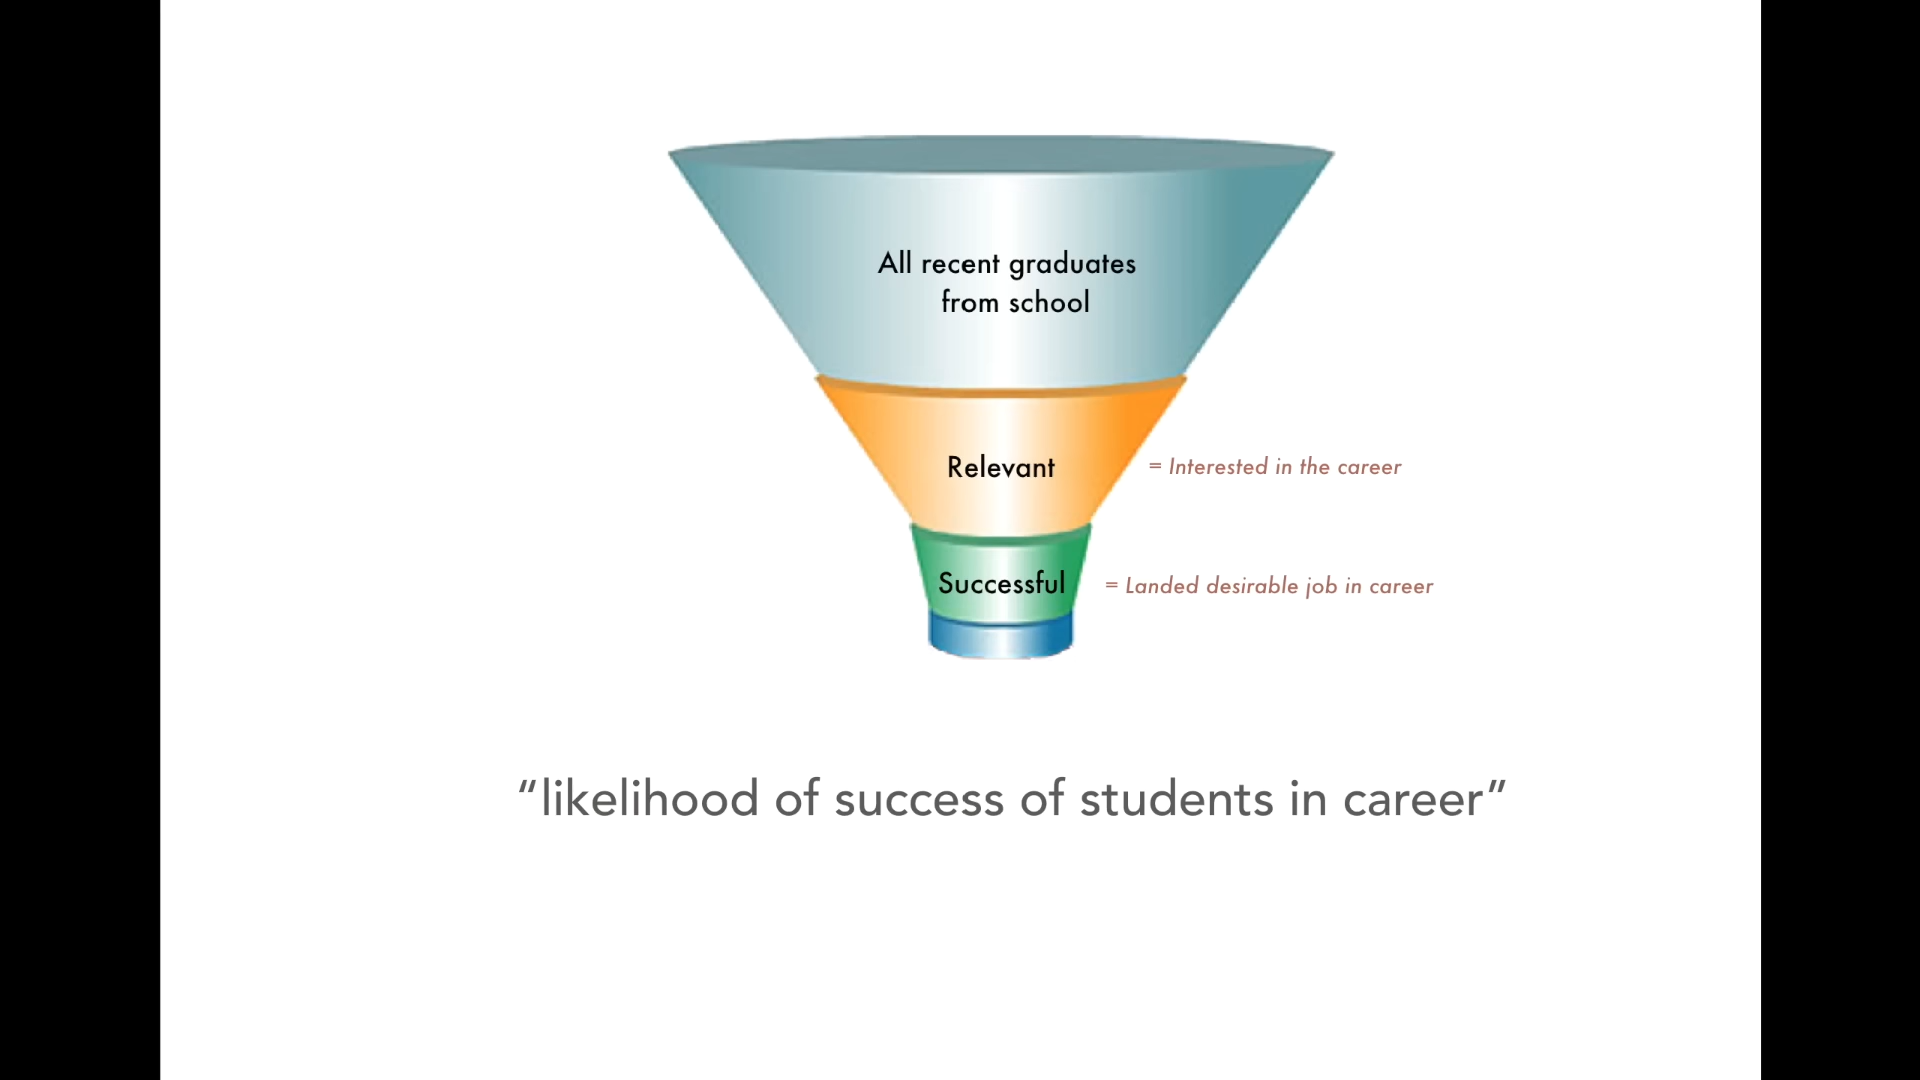 All recent graduates
from school
Relevant
= Interested in the career
Successful
= Landed desirable job in career
“likelihood of success of students in career”